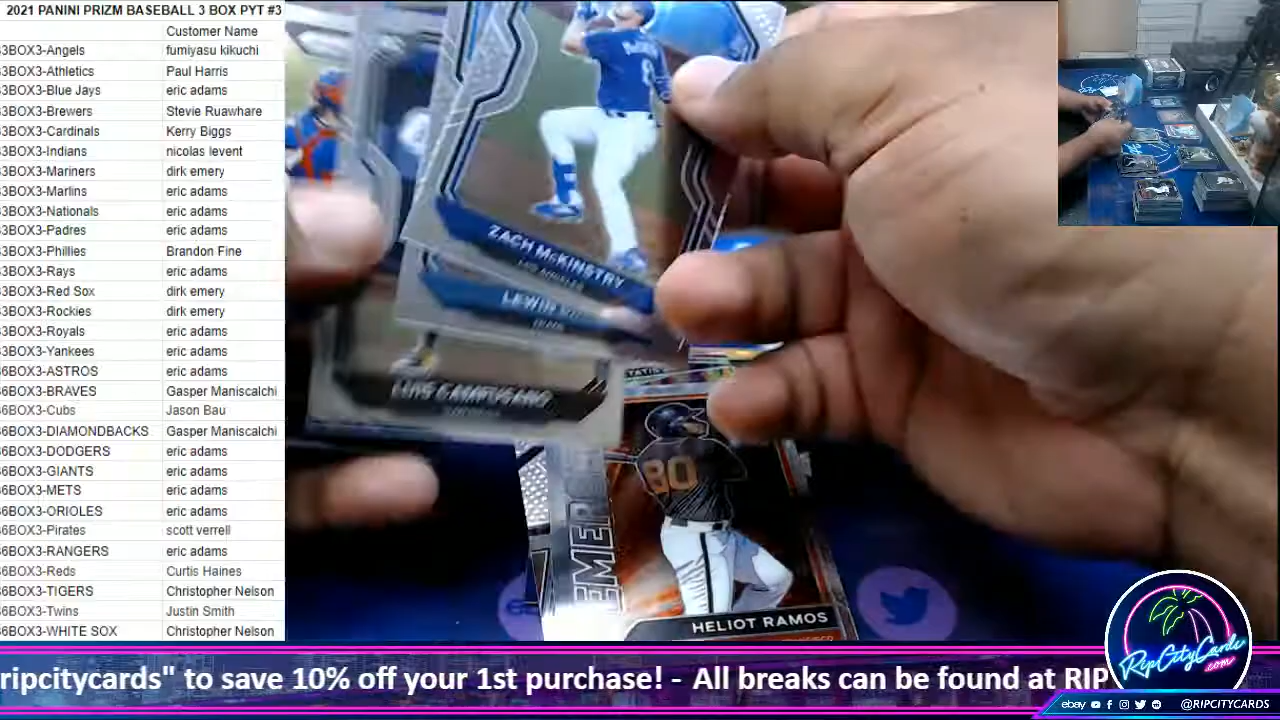 2021 PANINI PRIZM BASEBALL 3 BOX PYT #3
Customer Name
3BOX3-Angels fumiyasu kikuchi
3BOX3-Athletics Paul Harris
3BOX3-Blue Jays eric adams
3BOX3-Brewers Stevie Ruawhare
3BOX3-Cardinals Kerry Biggs
3BOX3-Indians nicolas levent
3BOX3-Mariners dirk emery
3BOX3-Marlins eric adams
3BOX3-Nationals eric adams
3BOX3-Padres eric adams
3BOX3-Phillies Brandon Fine
3BOX3-Rays eric adams
3BOX3-Red Sox dirk emery
3BOX3-Rockies dirk emery
3BOX3-Royals eric adams
3BOX3-Yankees eric adams
6BOX3-ASTROS eric adams
6BOX3-BRAVES Gasper Maniscalchi
6BOX3-Cubs Jason Bau
6BOX3-DIAMONDBACKS Gasper Maniscalchi
6BOX3-DODGERS eric adams
6BOX3-GIANTS eric adams
6BOX3-METS eric adams
6BOX3-ORIOLES eric adams
6BOX3-Pirates scott verrell
6BOX3-RANGERS eric adams
6BOX3-Reds Curtis Haines
6BOX3-TIGERS Christopher Nelson
6BOX3-Twins Justin Smith
6BOX3-WHITE SOX Christopher Nelson
8
ZACH McKINSTRY
LOS ANGELES
LUIS CAMPUSANO
80
EMER
HELIOT RAMOS
RipCityCards
.com
ripcitycards" to save 10% off your 1st purchase! - All breaks can be found at RIP
ebay @RIPCITYCARDS